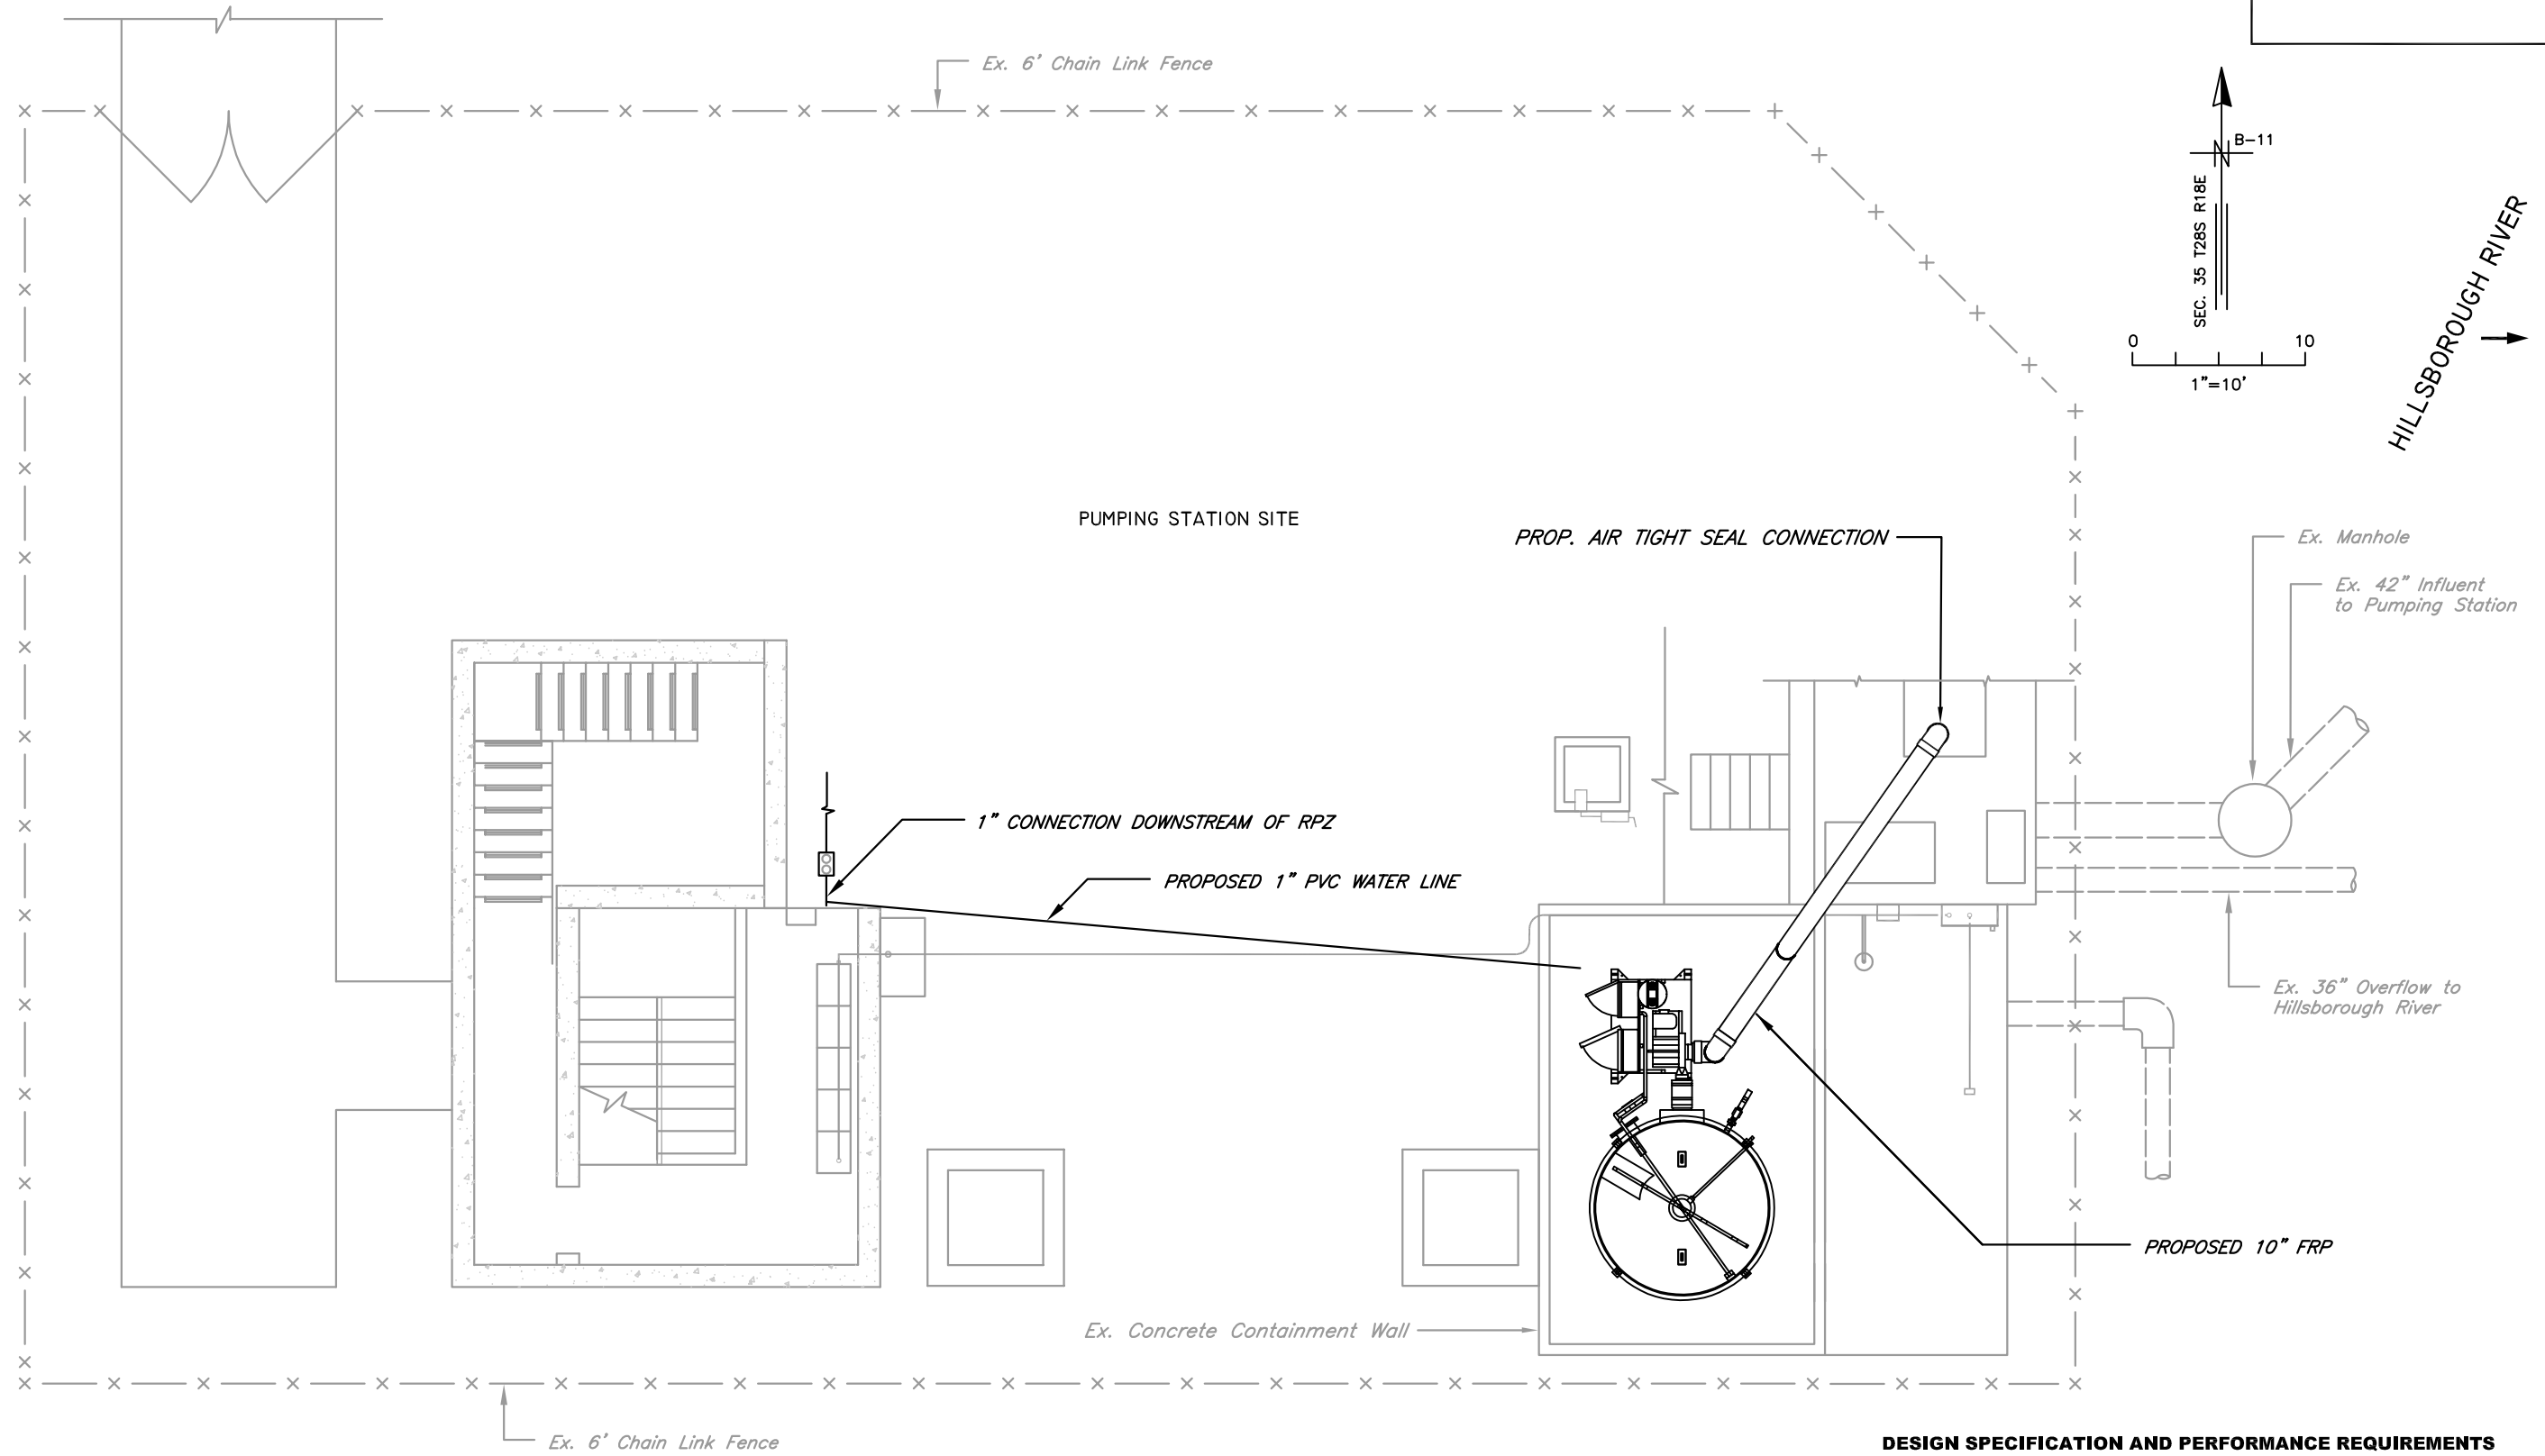 Ex. 6' Chain Link Fence
B-11
SEC. 35 T28S R18E
0 10
1"=10'
HILLSBOROUGH RIVER
PUMPING STATION SITE
PROP. AIR TIGHT SEAL CONNECTION
Ex. Manhole
Ex. 42" Influent
to Pumping Station
1" CONNECTION DOWNSTREAM OF RPZ
PROPOSED 1" PVC WATER LINE
Ex. 36" Overflow to
Hillsborough River
PROPOSED 10" FRP
Ex. Concrete Containment Wall
Ex. 6' Chain Link Fence
DESIGN SPECIFICATION AND PERFORMANCE REQUIREMENTS